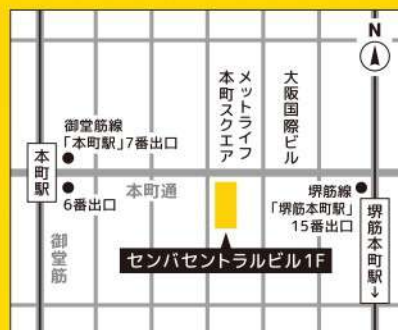 N
メットライフ
本町スクエア
大阪国際ビル
御堂筋線
「本町駅」7番出口
本町駅
6番出口
本町通
堺筋線
「堺筋本町駅」
15番出口
御堂筋
堺筋本町駅↓
センバセントラルビル1F